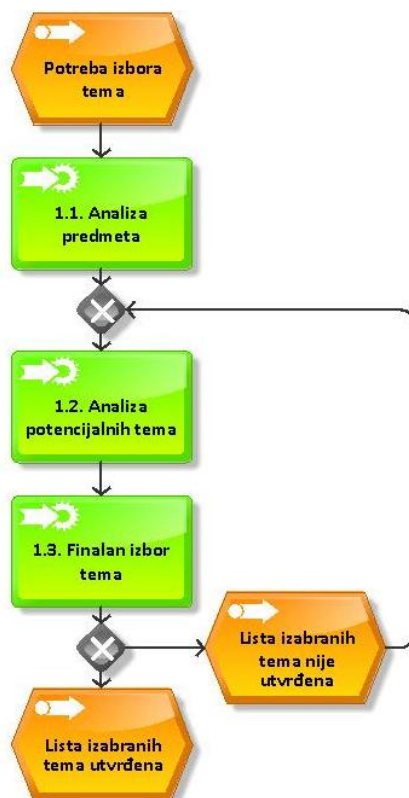 Potreba izbora
tema
1.1. Analiza
predmeta
1.2. Analiza
potencijalnih tema
1.3. Finalan izbor
tema
Lista izabranih
tema nije
utvrđena
Lista izabranih
tema utvrđena